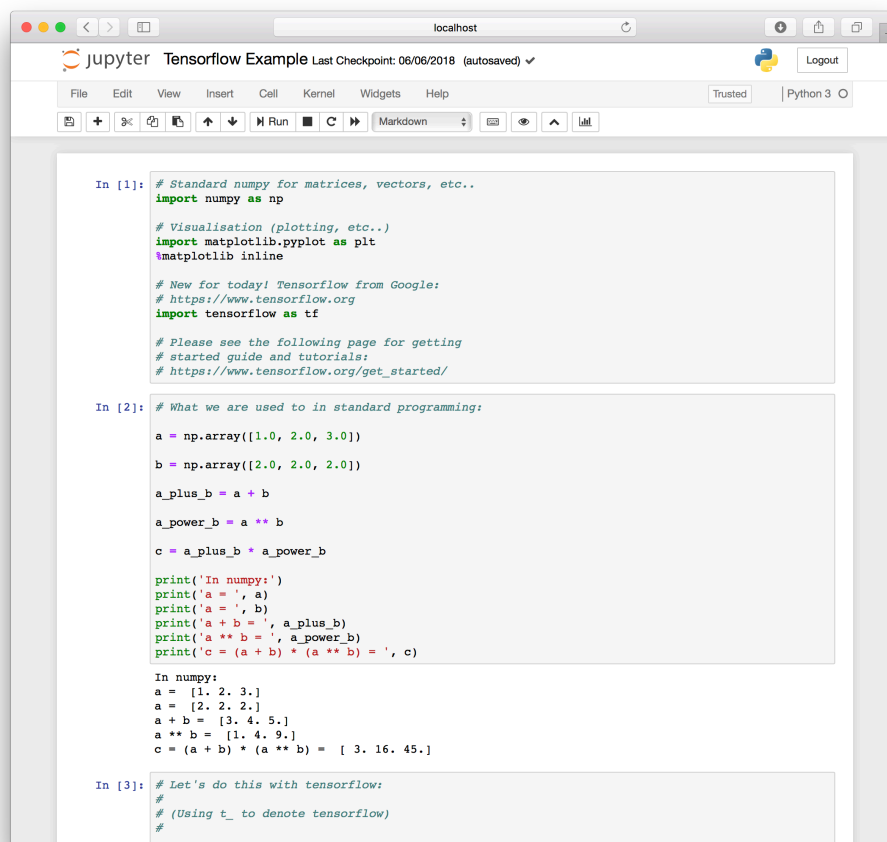 localhost
jupyter Tensorflow Example Last Checkpoint: 06/06/2018 (autosaved)
Logout
File Edit View Insert Cell Kernel Widgets Help Trusted Python 3
Run Markdown
In [1]: # Standard numpy for matrices, vectors, etc..
import numpy as np
# Visualisation (plotting, etc..)
import matplotlib.pyplot as plt
%matplotlib inline
# New for today! Tensorflow from Google:
# https://www.tensorflow.org
import tensorflow as tf
# Please see the following page for getting
# started guide and tutorials:
# https://www.tensorflow.org/get_started/
In [2]: # What we are used to in standard programming:
a = np.array([1.0, 2.0, 3.0])
b = np.array([2.0, 2.0, 2.0])
a_plus_b = a + b
a_power_b = a ** b
c = a_plus_b * a_power_b
print('In numpy:')
print('a = ', a)
print('a = ', b)
print('a + b = ', a_plus_b)
print('a ** b = ', a_power_b)
print('c = (a + b) * (a ** b) = ', c)
In numpy:
a =  [1. 2. 3.]
a =  [2. 2. 2.]
a + b =  [3. 4. 5.]
a ** b =  [1. 4. 9.]
c = (a + b) * (a ** b) =  [ 3. 16. 45.]
In [3]: # Let's do this with tensorflow:
#
# (Using t_ to denote tensorflow)
#